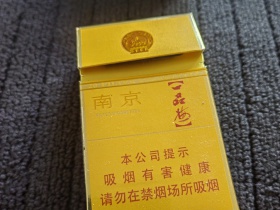 南京【一品梅】
本公司提示
吸烟有害健康
请勿在禁烟场所吸烟